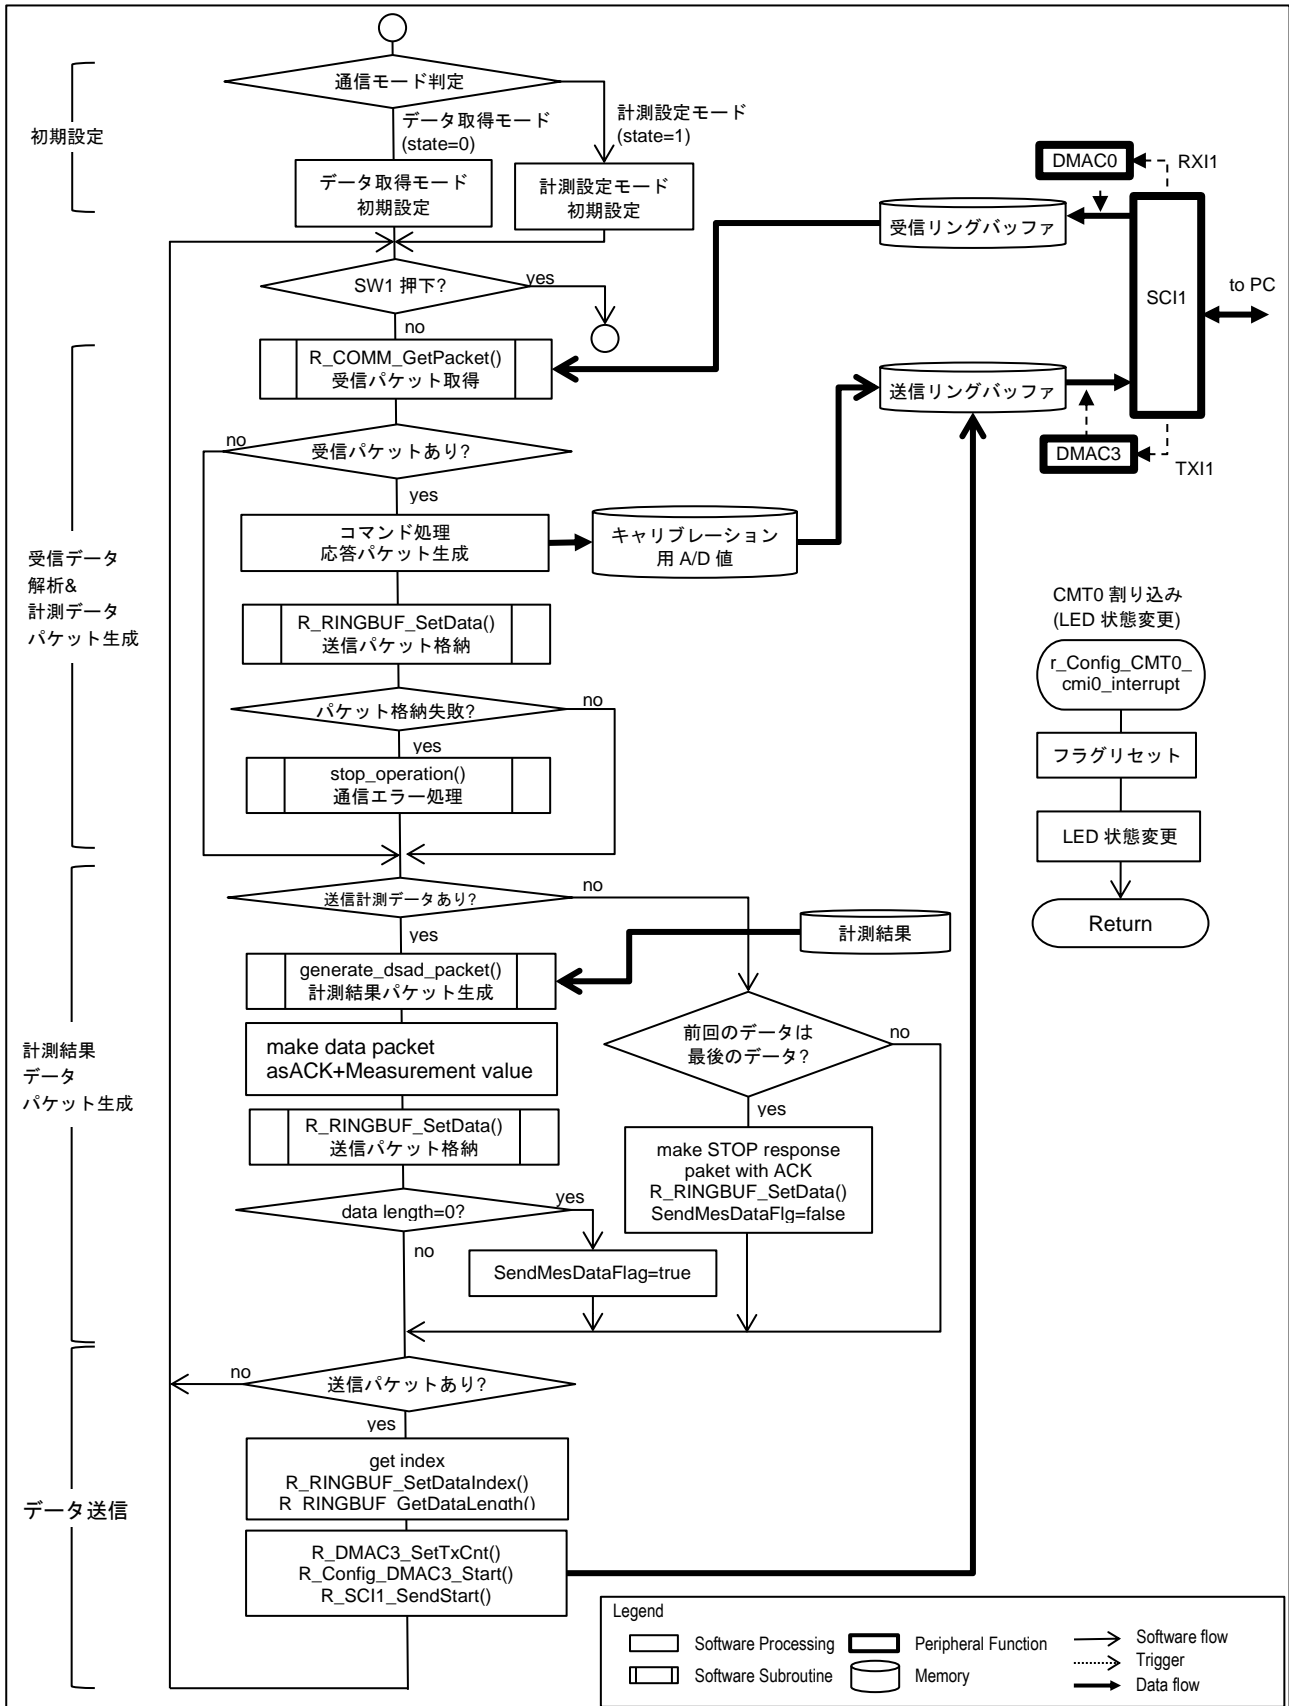 通信モード判定
データ取得モード
(state=0)
計測設定モード
(state=1)
初期設定
データ取得モード
初期設定
計測設定モード
初期設定
DMAC0
RXI1
受信リングバッファ
SCI1
to PC
SW1 押下?
yes
no
R_COMM_GetPacket()
受信パケット取得
送信リングバッファ
DMAC3
TXI1
no
受信パケットあり?
yes
コマンド処理
応答パケット生成
キャリブレーション
用 A/D 値
受信データ
解析&
計測データ
パケット生成
R_RINGBUF_SetData()
送信パケット格納
パケット格納失敗?
no
yes
stop_operation()
通信エラー処理
CMT0 割り込み
(LED 状態変更)
r_Config_CMT0_
cmi0_interrupt
フラグリセット
LED 状態変更
Return
送信計測データあり?
no
yes
計測結果
generate_dsad_packet()
計測結果パケット生成
計測結果
データ
パケット生成
make data packet
asACK+Measurement value
前回のデータは
最後のデータ?
no
yes
R_RINGBUF_SetData()
送信パケット格納
make STOP response
paket with ACK
R_RINGBUF_SetData()
SendMesDataFlg=false
data length=0?
yes
no
SendMesDataFlag=true
no
送信パケットあり?
yes
データ送信
get index
R_RINGBUF_SetDataIndex()
R_RINGBUF_GetDataLength()
R_DMAC3_SetTxCnt()
R_Config_DMAC3_Start()
R_SCI1_SendStart()
Legend
Software Processing
Peripheral Function
Software flow
Trigger
Software Subroutine
Memory
Data flow